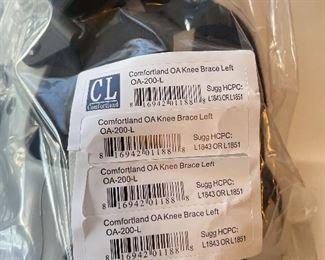 CL
Comfortland
Comfortland OA Knee Brace Left
OA-200-L
8 16942 01188 8
Sugg HCPC:
L1843 OR L1851
Comfortland OA Knee Brace Left
OA-200-L
8 16942 01188 8
Sugg HCPC:
L1843 OR L1851
Comfortland OA Knee Brace Left
OA-200-L
8 16942 01188 8
Sugg HCPC:
L1843 OR L1851
Comfortland OA Knee Brace Left
OA-200-L
8 16942 01188 8
Sugg HCPC:
L1843 OR L1851